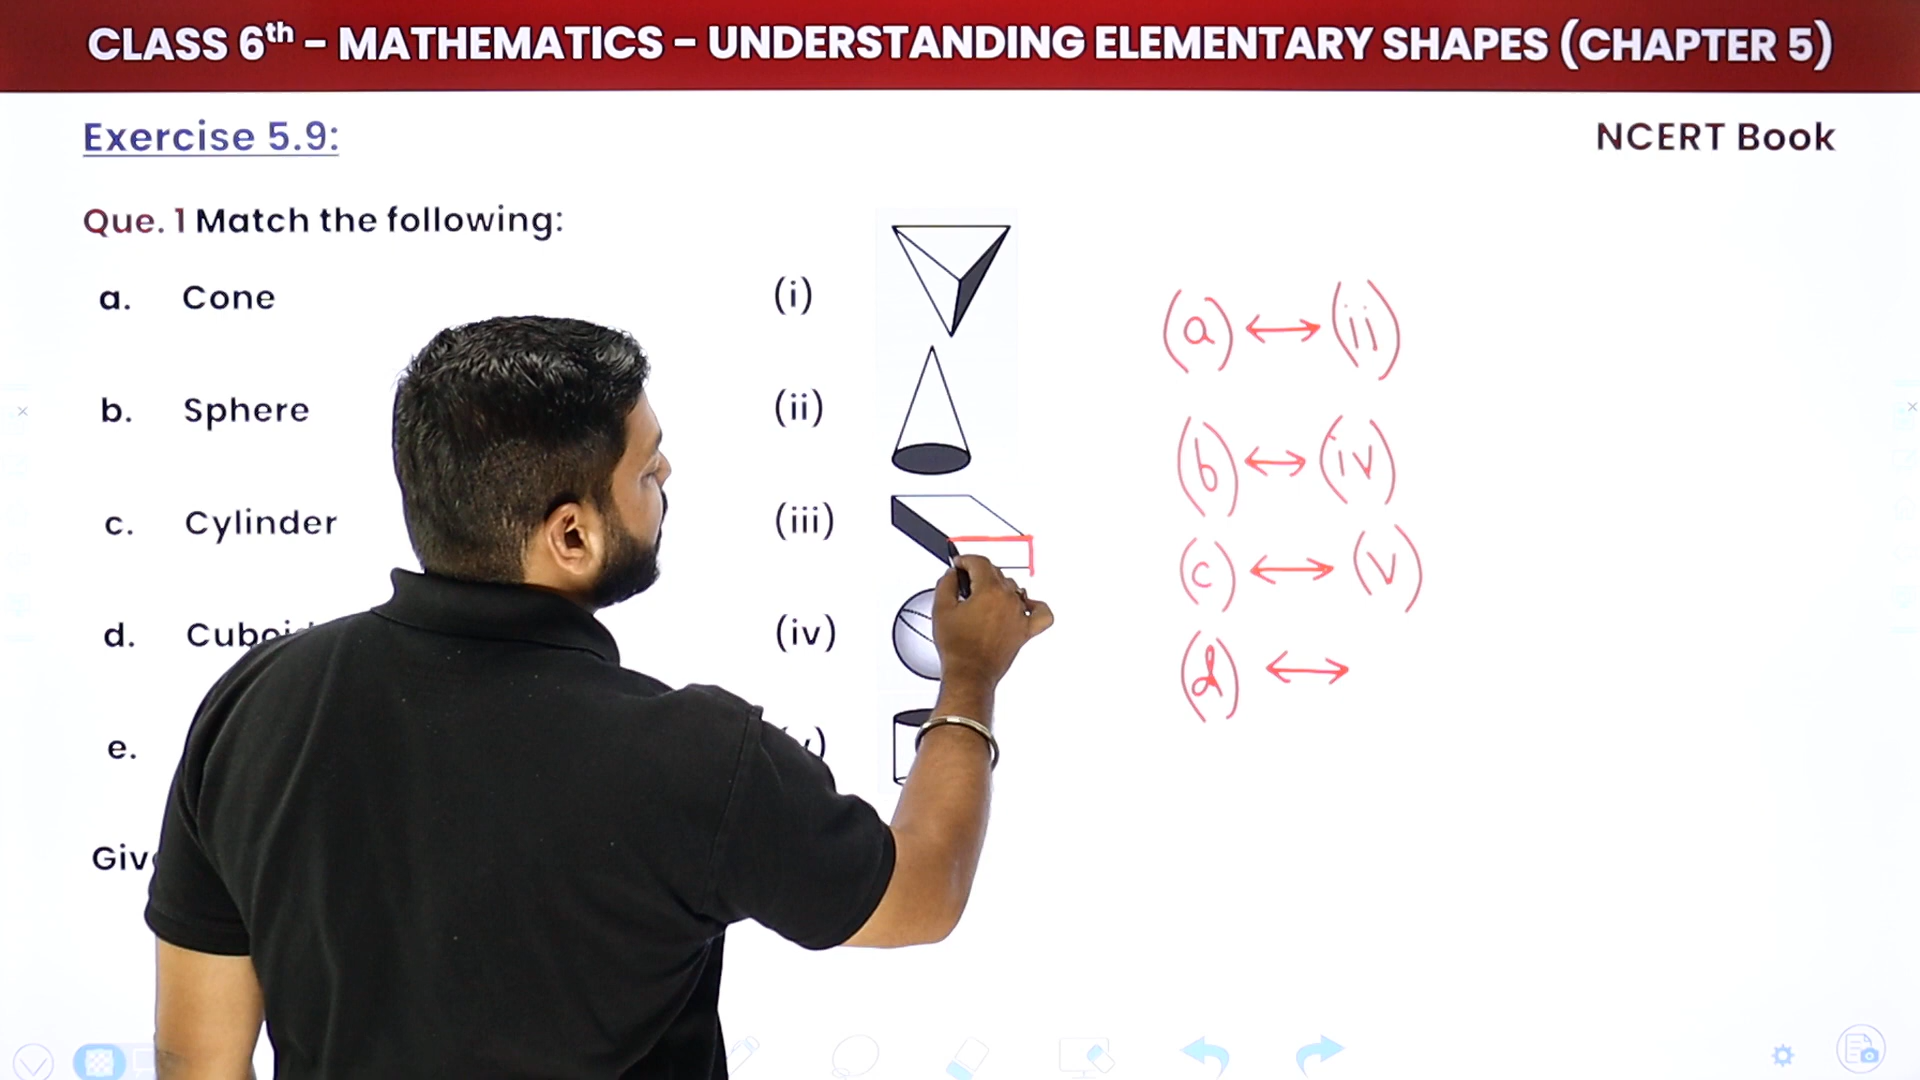 CLASS 6th – MATHEMATICS – UNDERSTANDING ELEMENTARY SHAPES (CHAPTER 5)
Exercise 5.9:
NCERT Book
Que. 1 Match the following:
a. Cone (i)
(a) ↔ (ii)
b. Sphere (ii)
(b) ↔ (iv)
c. Cylinder (iii)
(c) ↔ (v)
d. (iv)
(d) ↔
e.